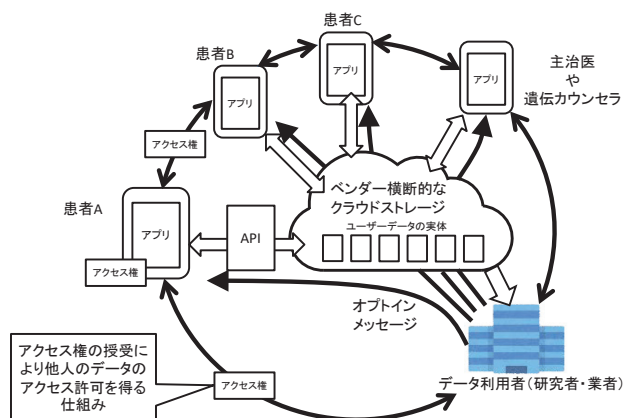 患者C
患者B
アプリ
アプリ
アプリ
主治医
や
遺伝カウンセラ
アクセス権
ベンダー横断的な
クラウドストレージ
ユーザーデータの実体
患者A
アプリ
API
アクセス権
オプトイン
メッセージ
アクセス権の授受に
より他人のデータの
アクセス許可を得る
仕組み
アクセス権
データ利用者(研究者・業者)